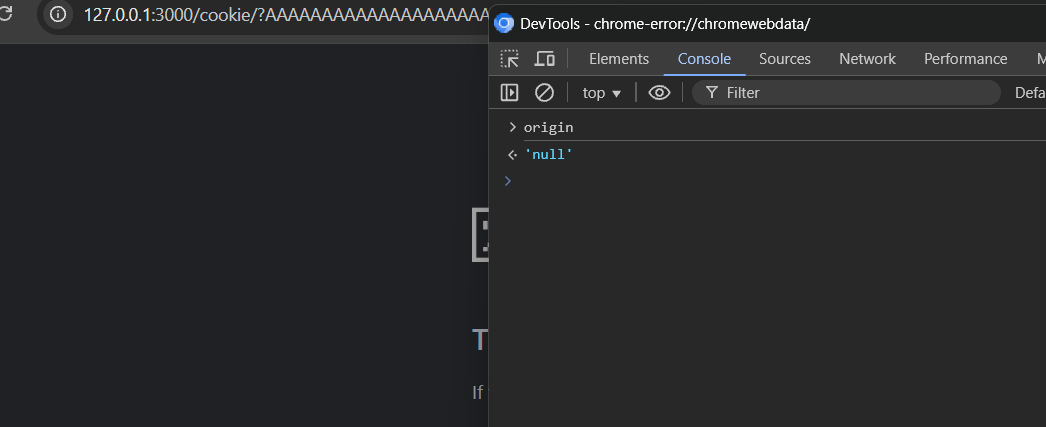 127.0.0.1:3000/cookie/?AAAAAAAAAAAAAAAAAAAAA
DevTools - chrome-error://chromewebdata/
Elements Console Sources Network Performance M
top Filter Defa
origin
'null'
T
If